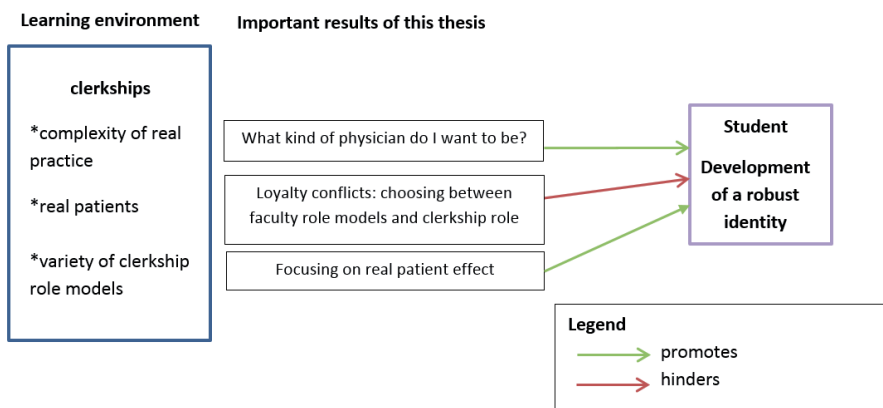 Learning environment
Important results of this thesis
clerkships
*complexity of real
practice
*real patients
*variety of clerkship
role models
What kind of physician do I want to be?
Loyalty conflicts: choosing between
faculty role models and clerkship role
Focusing on real patient effect
Student
Development
of a robust
identity
Legend
promotes
hinders